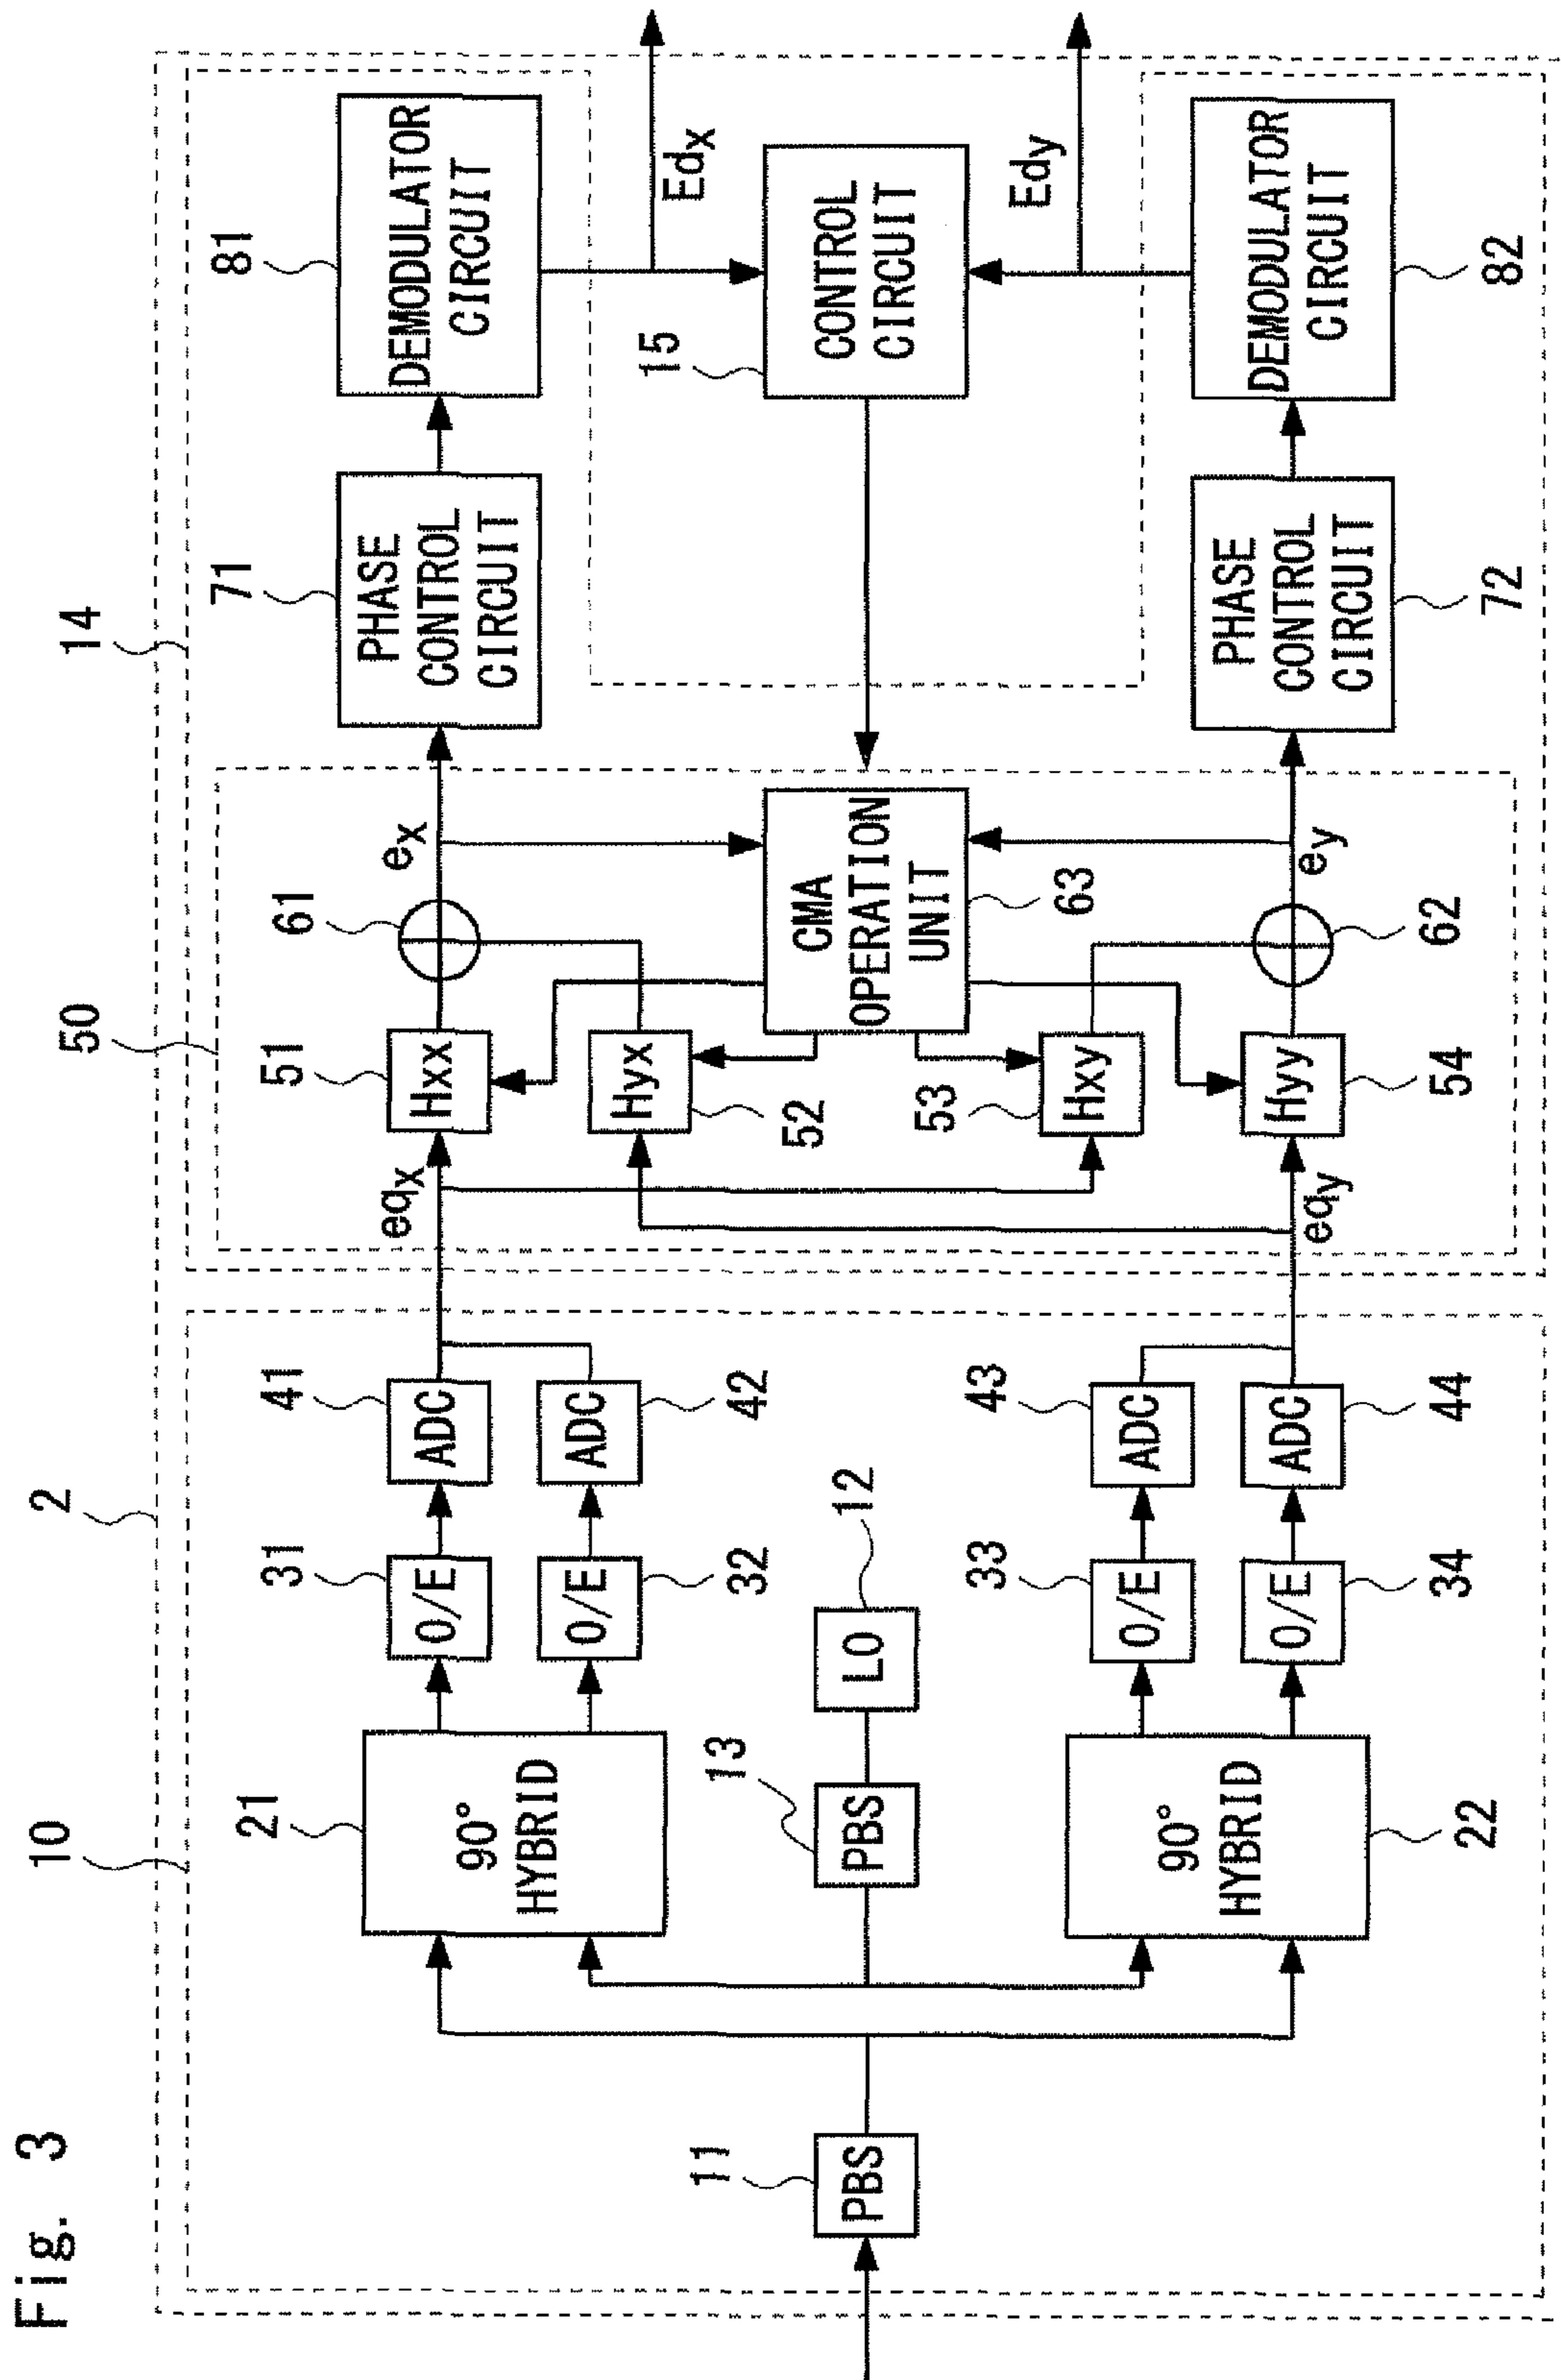 Fig. 3
2
10
14
50
11
PBS
21
90°
HYBRID
13
PBS
12
LO
22
90°
HYBRID
31
O/E
O/E
32
33
O/E
O/E
34
41
ADC
ADC
42
43
ADC
ADC
44
eqx
eqy
51
Hxx
Hyx
52
53
Hxy
Hyy
54
61
ex
CMA
OPERATION
UNIT
63
62
ey
71
PHASE
CONTROL
CIRCUIT
PHASE
CONTROL
CIRCUIT
72
81
DEMODULATOR
CIRCUIT
Edx
15
CONTROL
CIRCUIT
Edy
DEMODULATOR
CIRCUIT
82